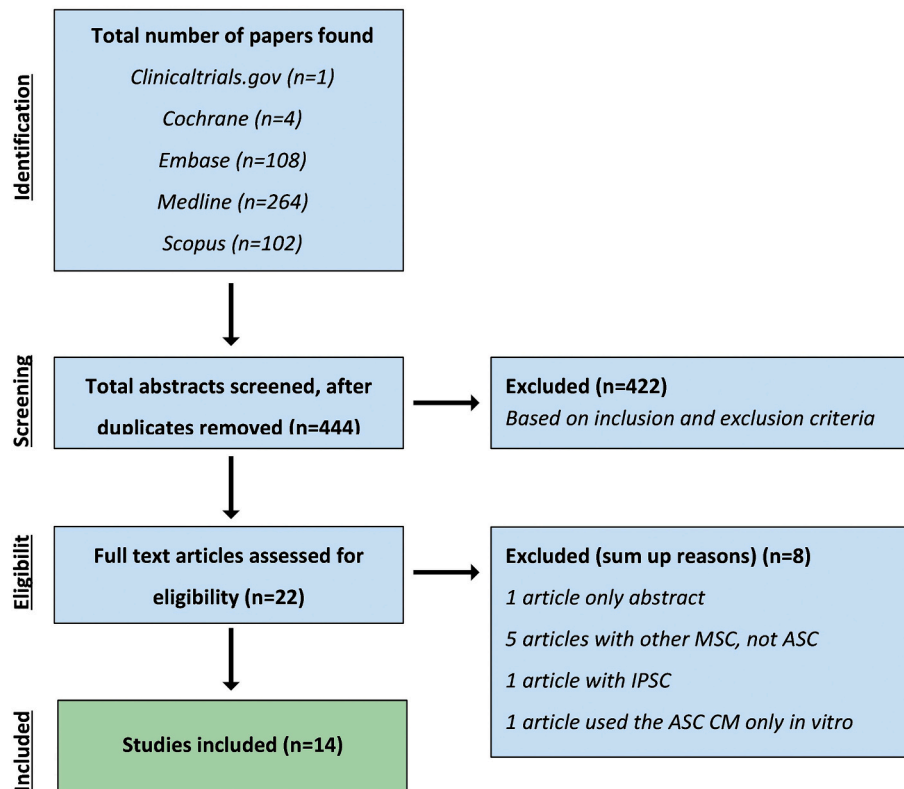 Identification
Total number of papers found
Clinicaltrials.gov (n=1)
Cochrane (n=4)
Embase (n=108)
Medline (n=264)
Scopus (n=102)
Screening
Total abstracts screened, after
duplicates removed (n=444)
Excluded (n=422)
Based on inclusion and exclusion criteria
Eligibilit
Full text articles assessed for
eligibility (n=22)
Excluded (sum up reasons) (n=8)
1 article only abstract
5 articles with other MSC, not ASC
1 article with IPSC
1 article used the ASC CM only in vitro
Included
Studies included (n=14)